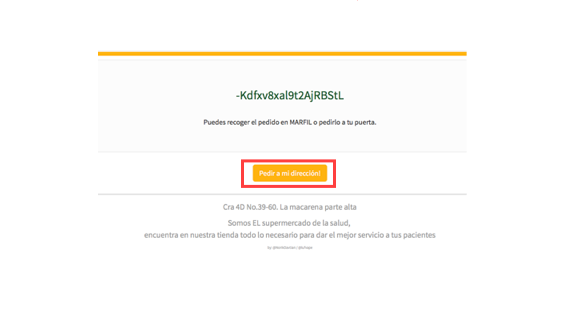 -Kdfxv8xal9t2AjRBStL
Puedes recoger el pedido en MARFIL o pedirlo a tu puerta.
Pedir a mi dirección!
Cra 4D No.39-60. La macarena parte alta
Somos EL supermercado de la salud,
encuentra en nuestra tienda todo lo necesario para dar el mejor servicio a tus pacientes